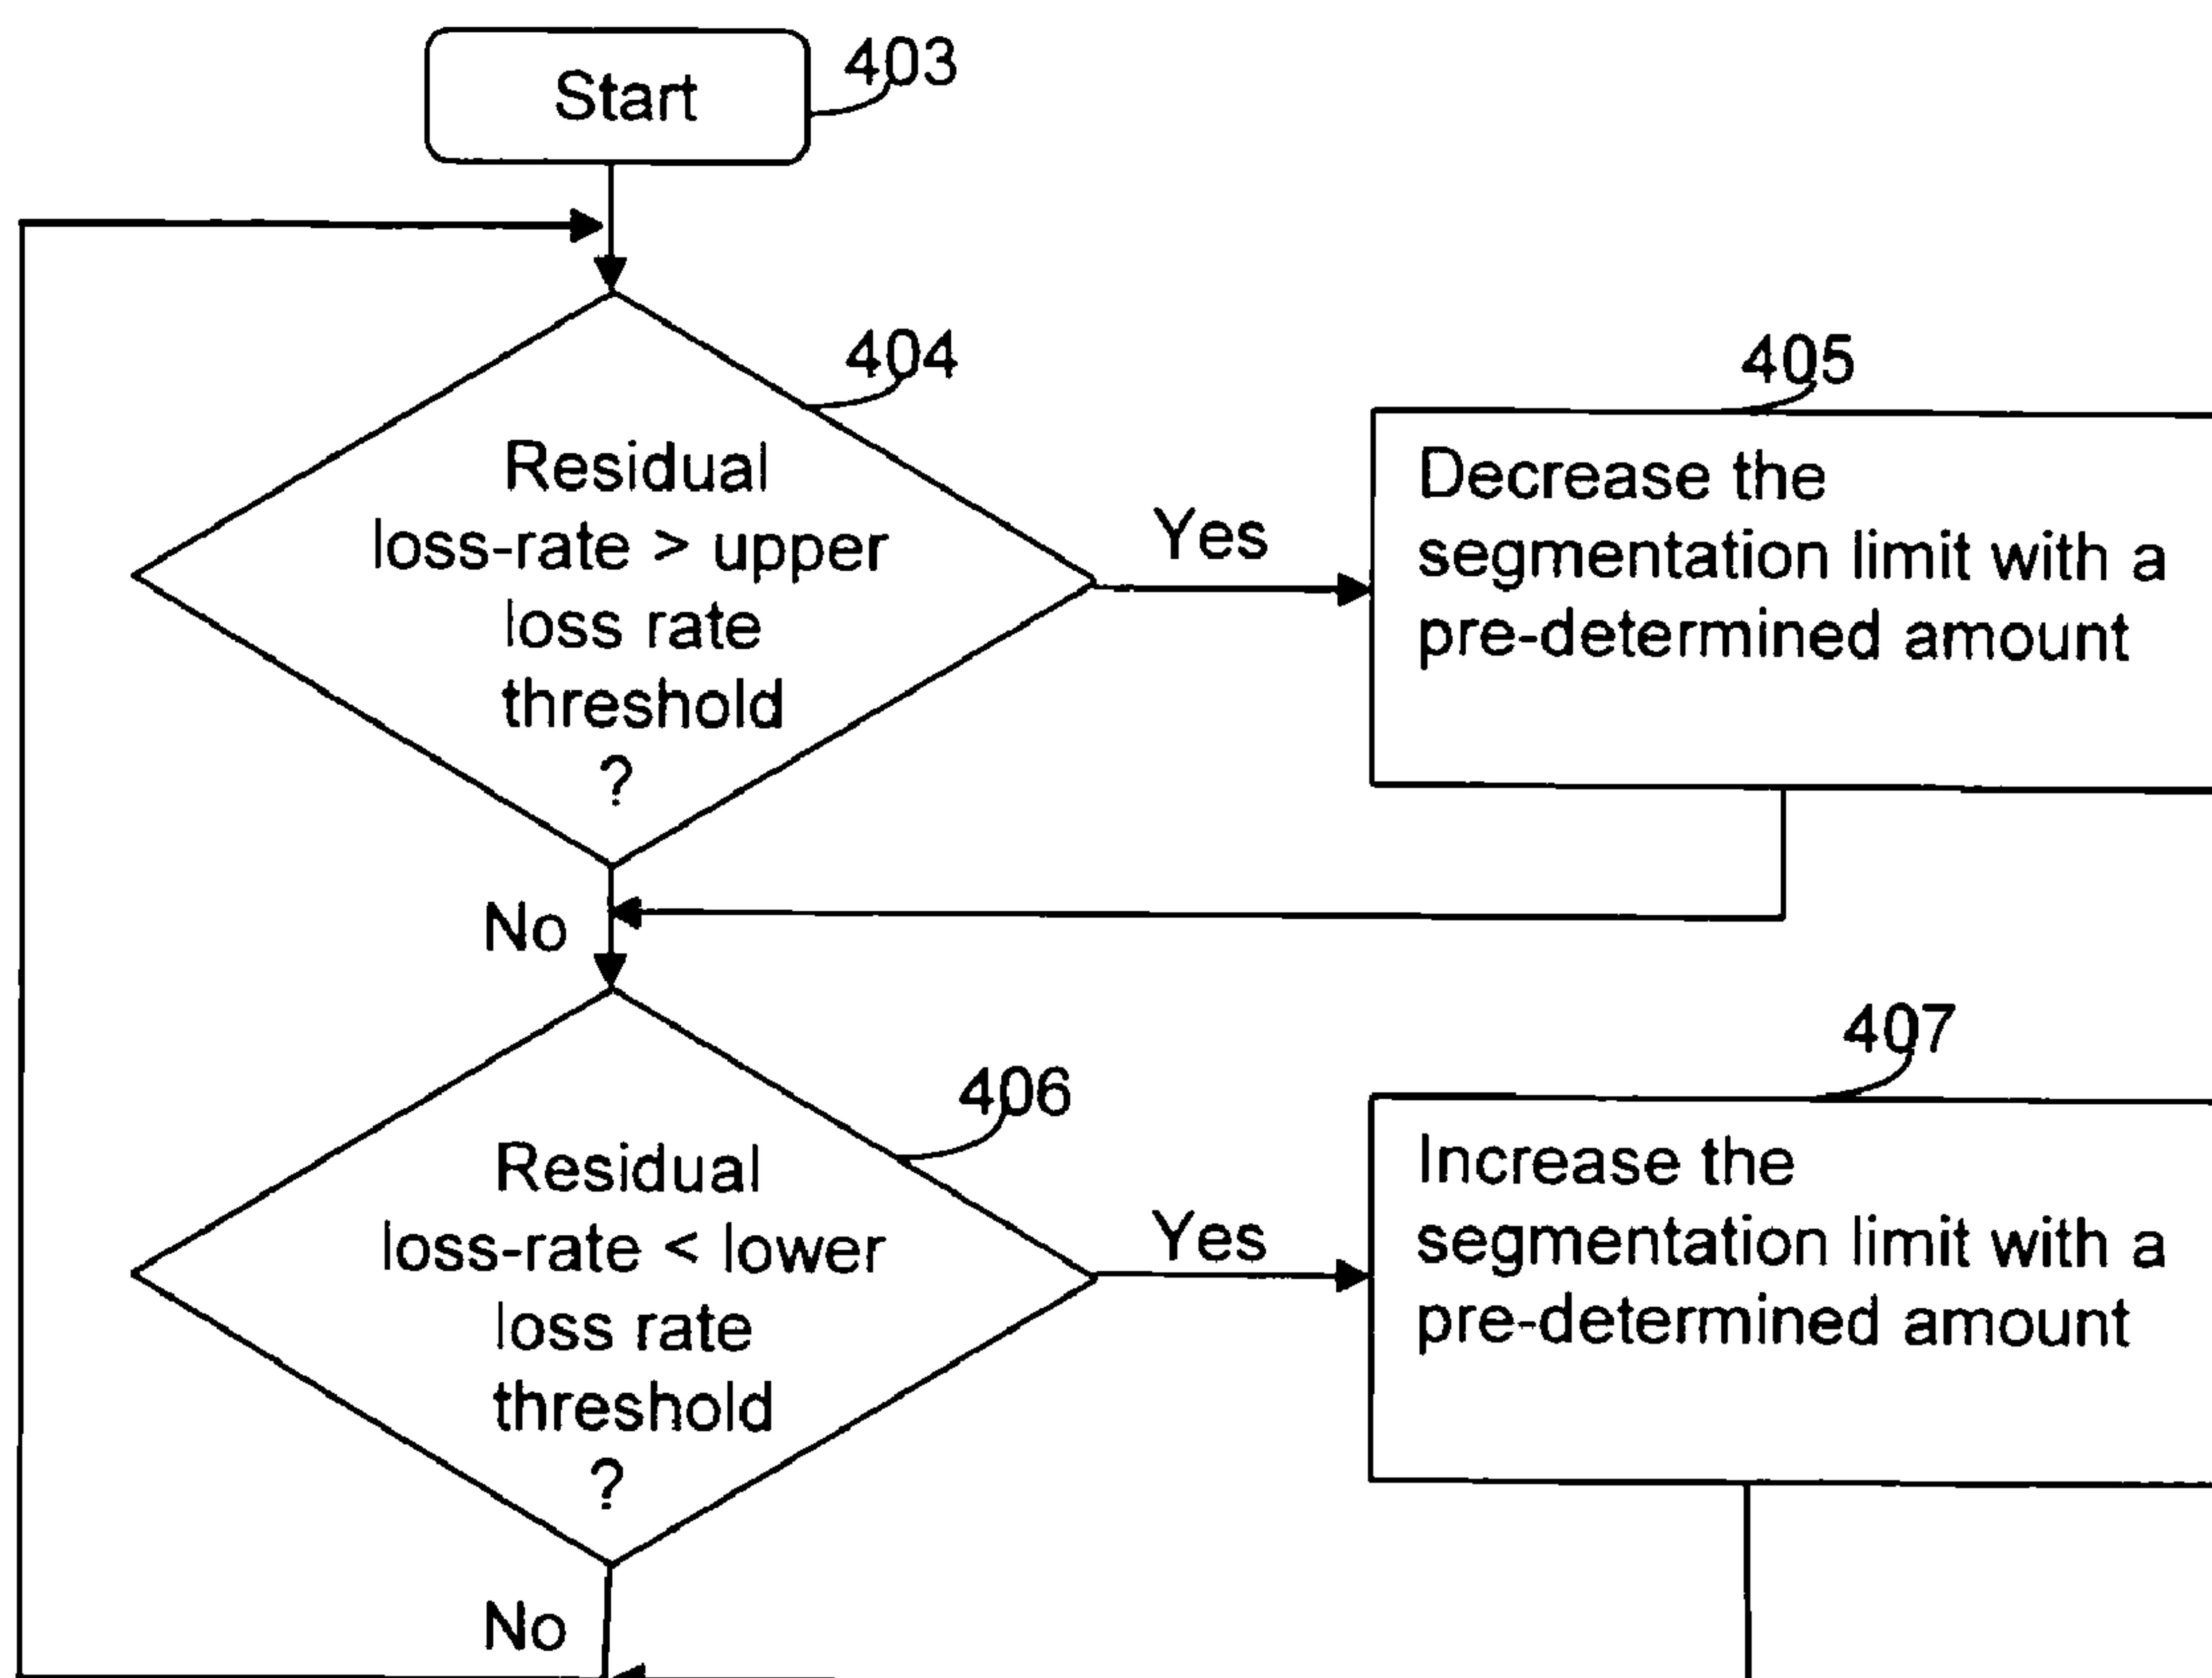 Start
403
404
Residual
loss-rate > upper
loss rate
threshold
?
Yes
405
Decrease the
segmentation limit with a
pre-determined amount
No
406
Residual
loss-rate < lower
loss rate
threshold
?
Yes
407
Increase the
segmentation limit with a
pre-determined amount
No